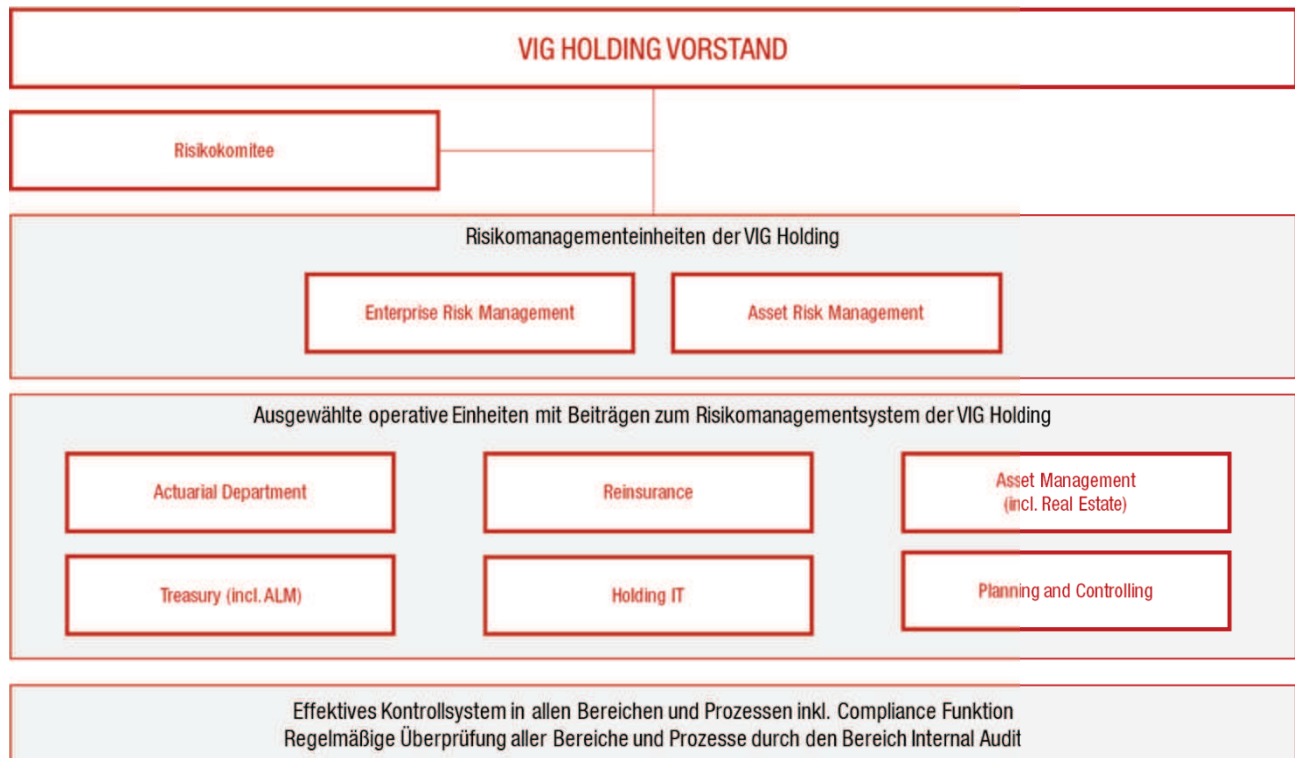 VIG HOLDING VORSTAND
Risikokomitee
Risikomanagementeinheiten der VIG Holding
Enterprise Risk Management
Asset Risk Management
Ausgewählte operative Einheiten mit Beiträgen zum Risikomanagementsystem der VIG Holding
Actuarial Department
Reinsurance
Asset Management
(incl. Real Estate)
Treasury (incl. ALM)
Holding IT
Planning and Controlling
Effektives Kontrollsystem in allen Bereichen und Prozessen inkl. Compliance Funktion
Regelmäßige Überprüfung aller Bereiche und Prozesse durch den Bereich Internal Audit